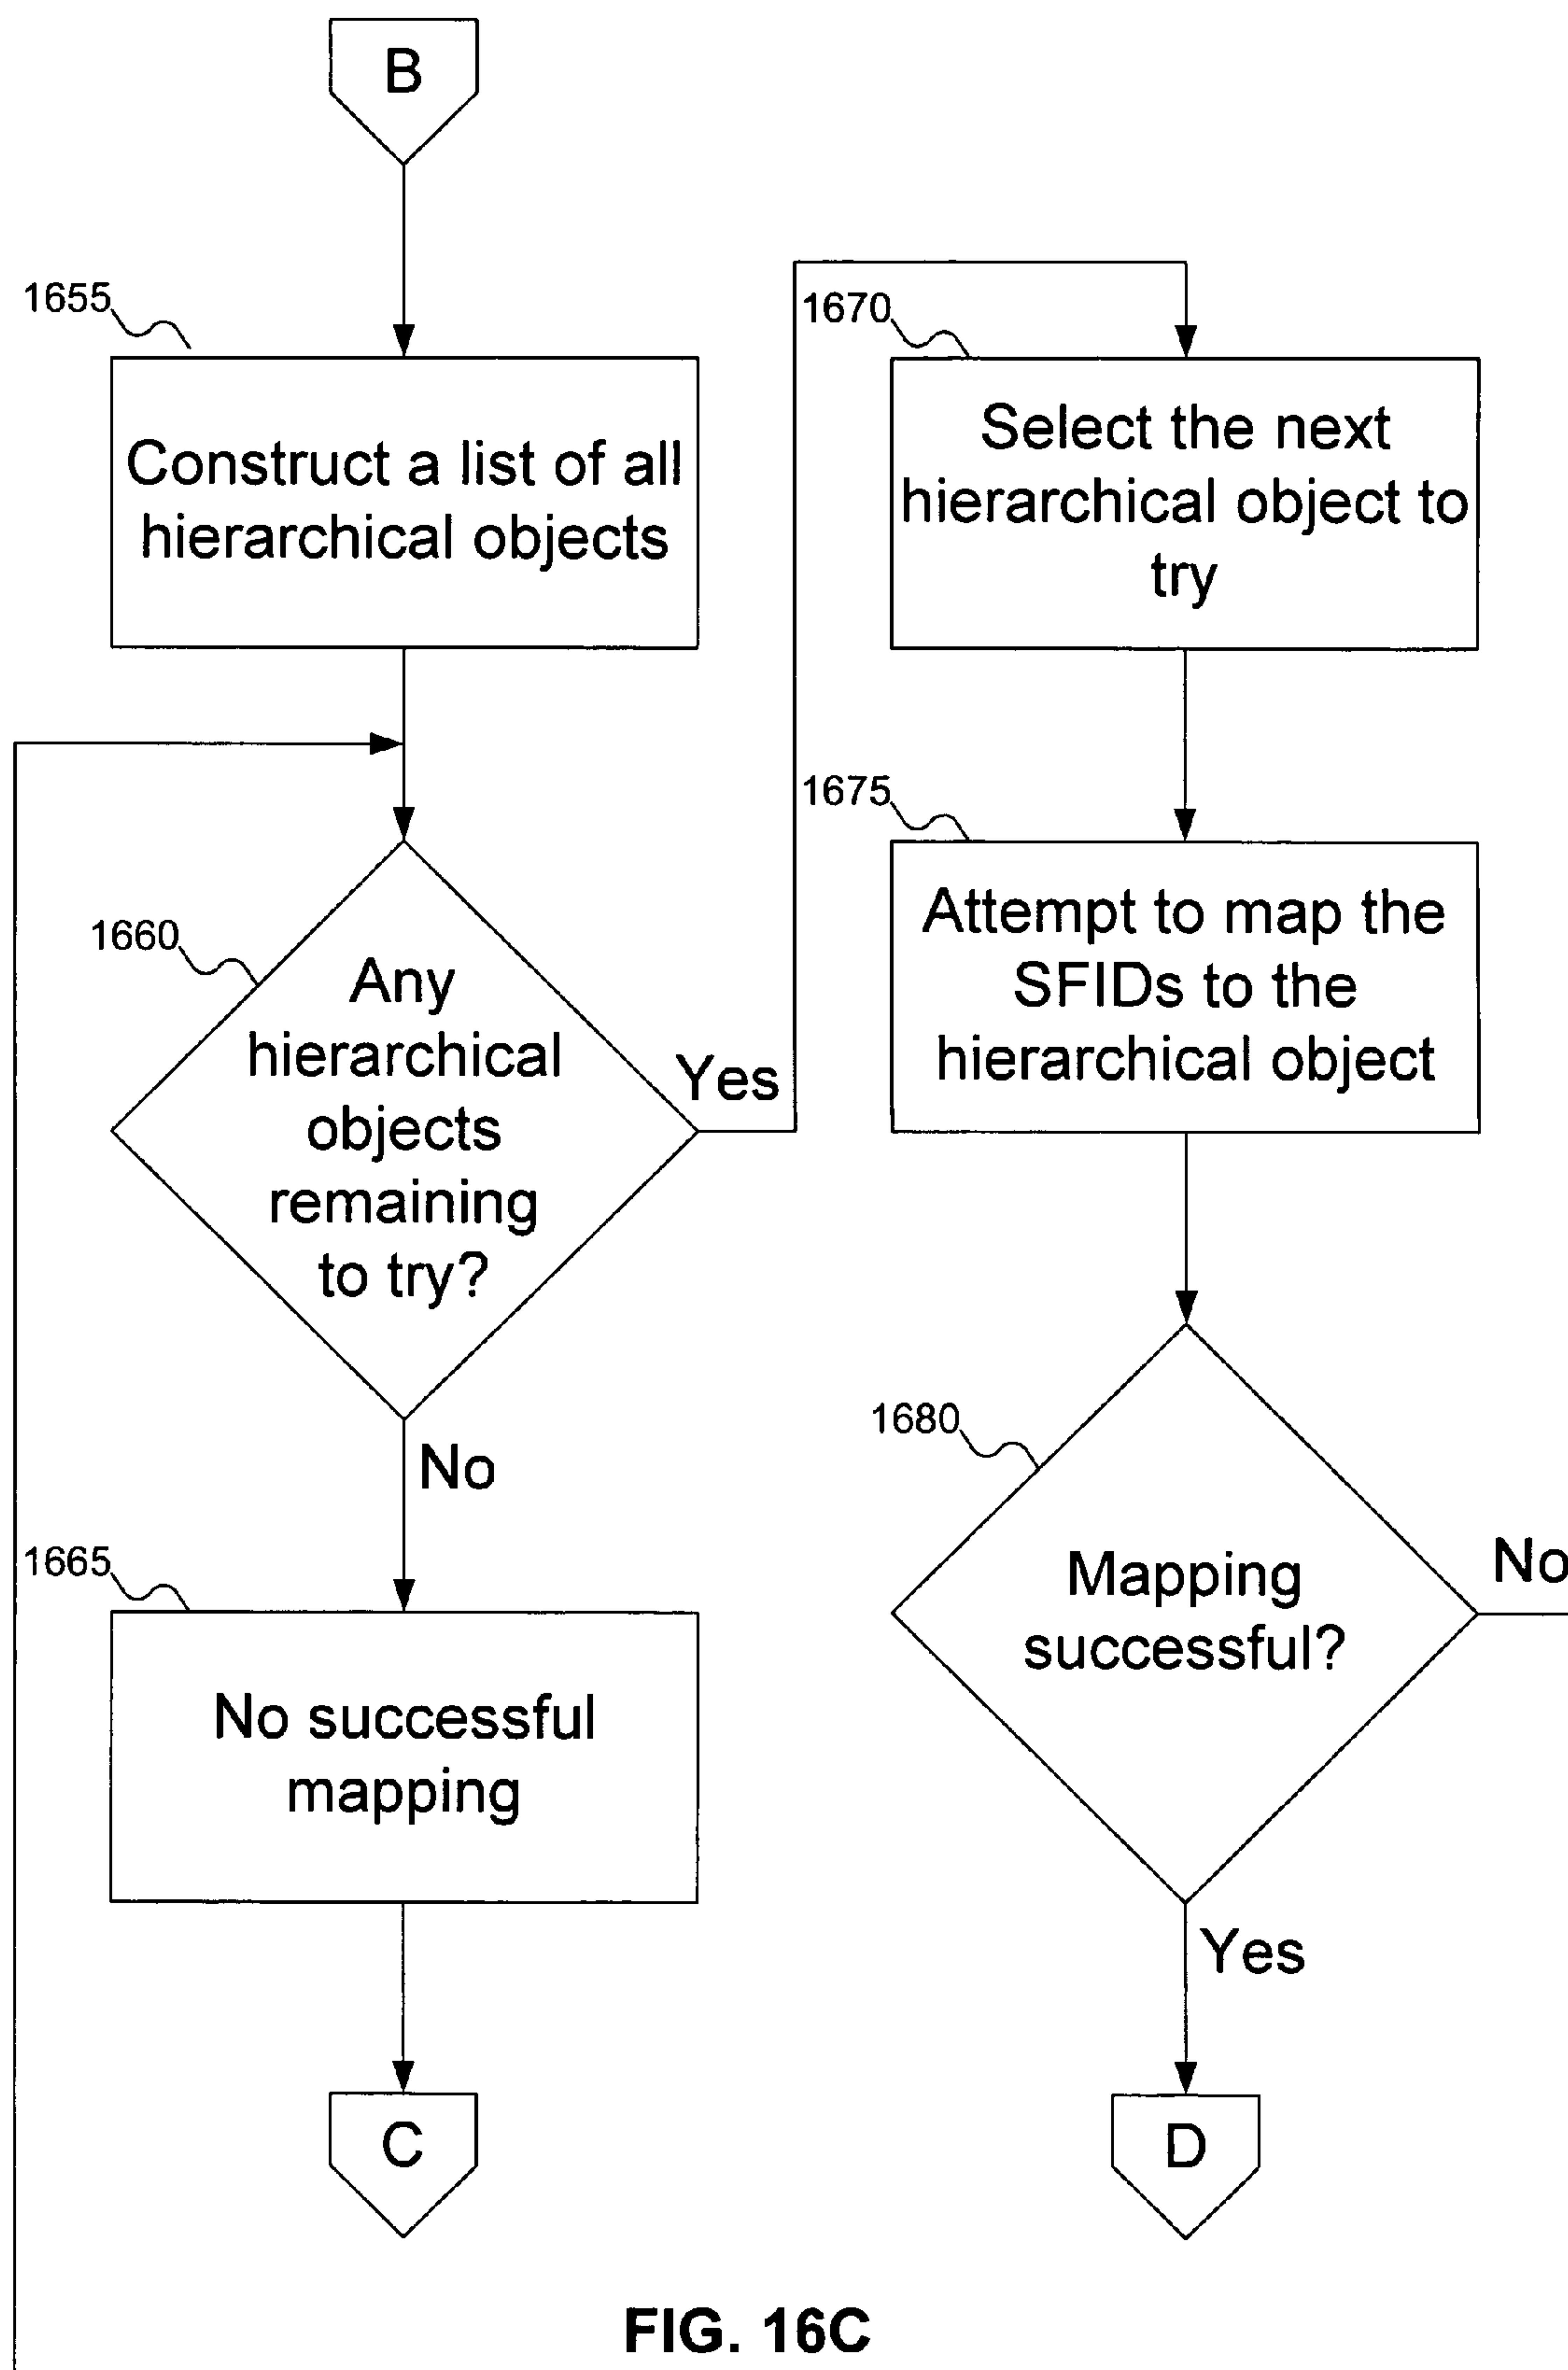 B
1655
Construct a list of all
hierarchical objects
1660
Any
hierarchical
objects
remaining
to try?
Yes
No
1665
No successful
mapping
C
1670
Select the next
hierarchical object to
try
1675
Attempt to map the
SFIDs to the
hierarchical object
1680
Mapping
successful?
No
Yes
D
FIG. 16C